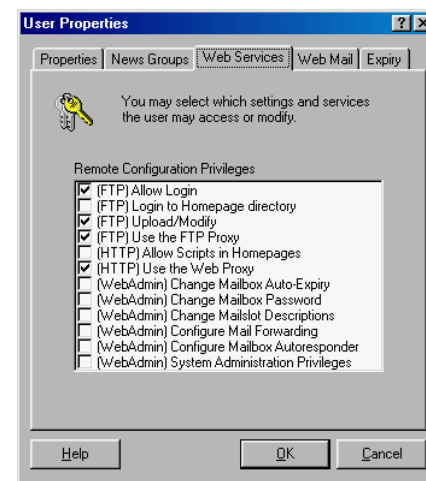 User Properties
Properties News Groups Web Services Web Mail Expiry
You may select which settings and services
the user may access or modify.
Remote Configuration Privileges
(FTP) Allow Login
(FTP) Login to Homepage directory
(FTP) Upload/Modify
(FTP) Use the FTP Proxy
(HTTP) Allow Scripts in Homepages
(HTTP) Use the Web Proxy
(WebAdmin) Change Mailbox Auto-Expiry
(WebAdmin) Change Mailbox Password
(WebAdmin) Change Mailslot Descriptions
(WebAdmin) Configure Mail Forwarding
(WebAdmin) Configure Mailbox Autoresponder
(WebAdmin) System Administration Privileges
Help OK Cancel